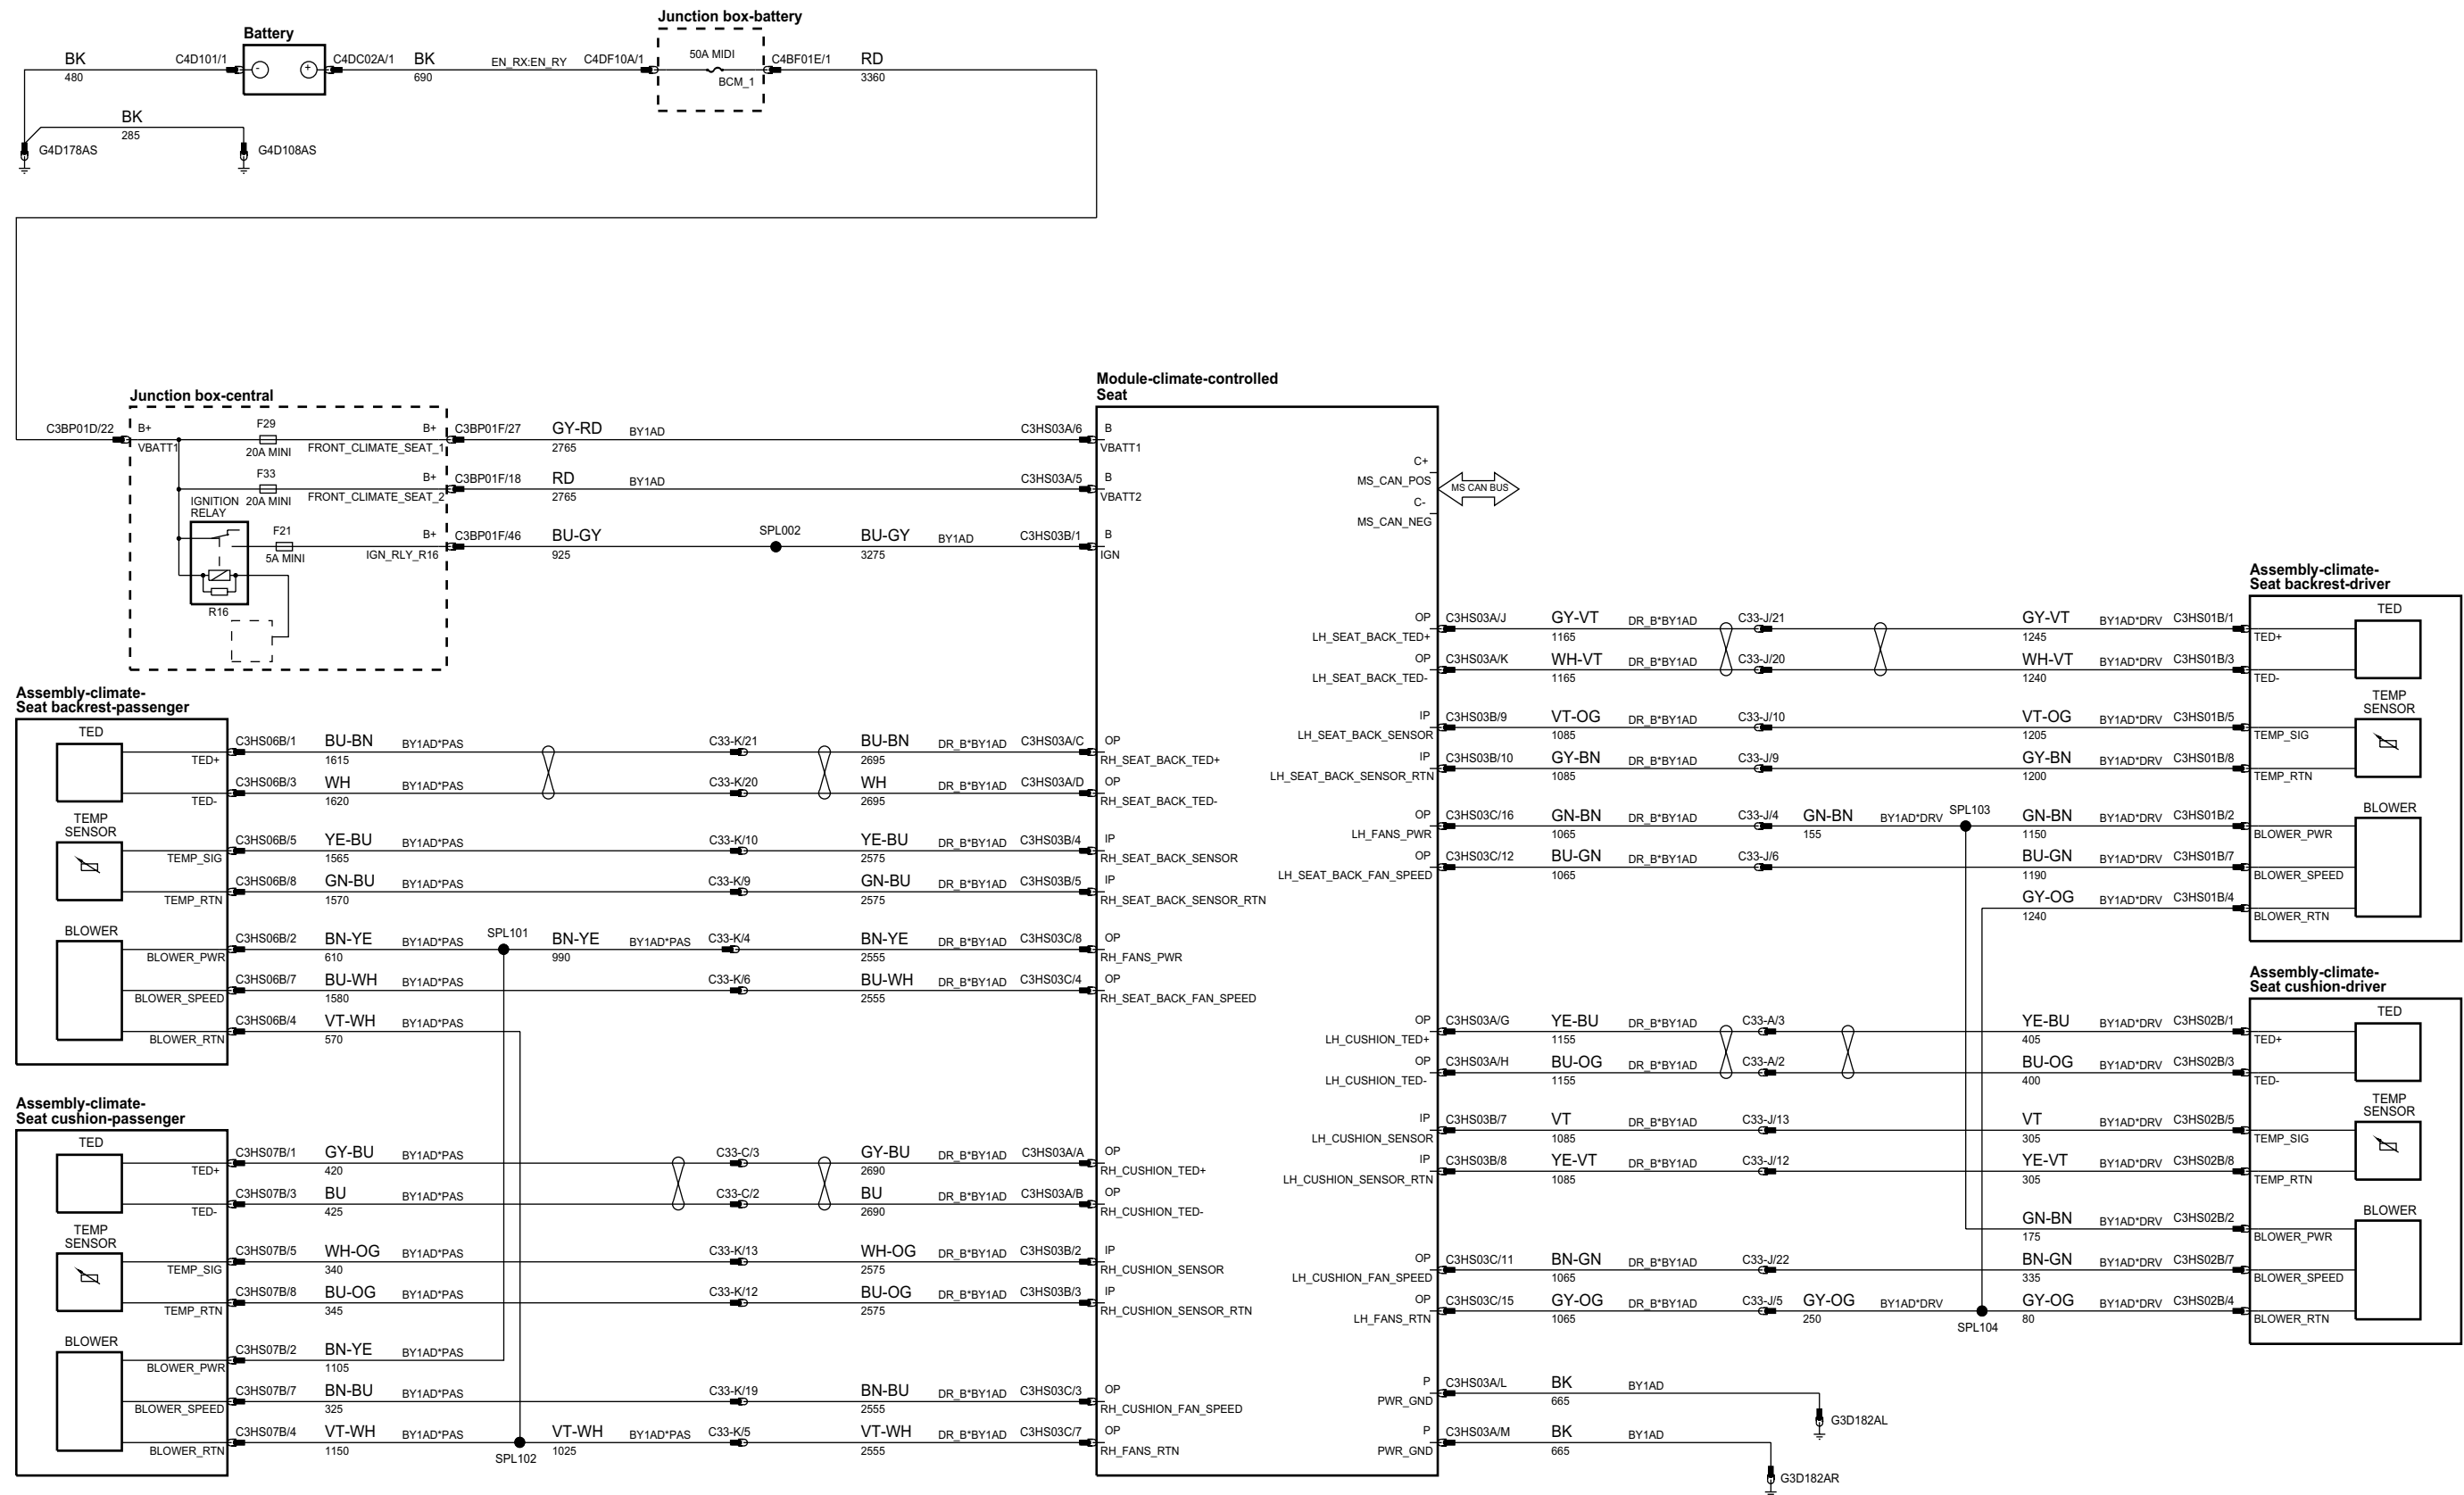 Junction box-battery
Battery
BK
480
C4D101/1
-
+
C4DC02A/1
BK
690
EN_RX:EN_RY
C4DF10A/1
50A MIDI
BCM_1
C4BF01E/1
RD
3360
BK
285
G4D178AS
G4D108AS
Junction box-central
C3BP01D/22
B+
VBATT1
F29
20A MINI
B+
FRONT_CLIMATE_SEAT_1
C3BP01F/27
GY-RD
2765
BY1AD
C3HS03A/6
F33
20A MINI
B+
FRONT_CLIMATE_SEAT_2
C3BP01F/18
RD
2765
BY1AD
C3HS03A/5
IGNITION
RELAY
R16
F21
5A MINI
B+
IGN_RLY_R16
C3BP01F/46
BU-GY
925
SPL002
BU-GY
3275
BY1AD
C3HS03B/1
Module-climate-controlled
Seat
B
VBATT1
B
VBATT2
B
IGN
C+
MS_CAN_POS
C-
MS_CAN_NEG
MS CAN BUS
Assembly-climate-
Seat backrest-passenger
TED
TED+
C3HS06B/1
BU-BN
1615
BY1AD*PAS
C33-K/21
BU-BN
2695
DR_B*BY1AD
C3HS03A/C
OP
RH_SEAT_BACK_TED+
TED-
C3HS06B/3
WH
1620
BY1AD*PAS
C33-K/20
WH
2695
DR_B*BY1AD
C3HS03A/D
OP
RH_SEAT_BACK_TED-
TEMP
SENSOR
TEMP_SIG
C3HS06B/5
YE-BU
1565
BY1AD*PAS
C33-K/10
YE-BU
2575
DR_B*BY1AD
C3HS03B/4
IP
RH_SEAT_BACK_SENSOR
TEMP_RTN
C3HS06B/8
GN-BU
1570
BY1AD*PAS
C33-K/9
GN-BU
2575
DR_B*BY1AD
C3HS03B/5
IP
RH_SEAT_BACK_SENSOR_RTN
BLOWER
BLOWER_PWR
C3HS06B/2
BN-YE
610
BY1AD*PAS
SPL101
BN-YE
990
BY1AD*PAS
C33-K/4
BN-YE
2555
DR_B*BY1AD
C3HS03C/8
OP
RH_FANS_PWR
BLOWER_SPEED
C3HS06B/7
BU-WH
1580
BY1AD*PAS
C33-K/6
BU-WH
2555
DR_B*BY1AD
C3HS03C/4
OP
RH_SEAT_BACK_FAN_SPEED
BLOWER_RTN
C3HS06B/4
VT-WH
570
BY1AD*PAS
Assembly-climate-
Seat cushion-passenger
TED
TED+
C3HS07B/1
GY-BU
420
BY1AD*PAS
C33-C/3
GY-BU
2690
DR_B*BY1AD
C3HS03A/A
OP
RH_CUSHION_TED+
TED-
C3HS07B/3
BU
425
BY1AD*PAS
C33-C/2
BU
2690
DR_B*BY1AD
C3HS03A/B
OP
RH_CUSHION_TED-
TEMP
SENSOR
TEMP_SIG
C3HS07B/5
WH-OG
340
BY1AD*PAS
C33-K/13
WH-OG
2575
DR_B*BY1AD
C3HS03B/2
IP
RH_CUSHION_SENSOR
TEMP_RTN
C3HS07B/8
BU-OG
345
BY1AD*PAS
C33-K/12
BU-OG
2575
DR_B*BY1AD
C3HS03B/3
IP
RH_CUSHION_SENSOR_RTN
BLOWER
BLOWER_PWR
C3HS07B/2
BN-YE
1105
BY1AD*PAS
BLOWER_SPEED
C3HS07B/7
BN-BU
325
BY1AD*PAS
C33-K/19
BN-BU
2555
DR_B*BY1AD
C3HS03C/3
OP
RH_CUSHION_FAN_SPEED
BLOWER_RTN
C3HS07B/4
VT-WH
1150
BY1AD*PAS
SPL102
VT-WH
1025
BY1AD*PAS
C33-K/5
VT-WH
2555
DR_B*BY1AD
C3HS03C/7
OP
RH_FANS_RTN
Assembly-climate-
Seat backrest-driver
OP
LH_SEAT_BACK_TED+
C3HS03A/J
GY-VT
1165
DR_B*BY1AD
C33-J/21
GY-VT
1245
BY1AD*DRV
C3HS01B/1
TED+
TED
OP
LH_SEAT_BACK_TED-
C3HS03A/K
WH-VT
1165
DR_B*BY1AD
C33-J/20
WH-VT
1240
BY1AD*DRV
C3HS01B/3
TED-
IP
LH_SEAT_BACK_SENSOR
C3HS03B/9
VT-OG
1085
DR_B*BY1AD
C33-J/10
VT-OG
1205
BY1AD*DRV
C3HS01B/5
TEMP_SIG
TEMP
SENSOR
IP
LH_SEAT_BACK_SENSOR_RTN
C3HS03B/10
GY-BN
1085
DR_B*BY1AD
C33-J/9
GY-BN
1200
BY1AD*DRV
C3HS01B/8
TEMP_RTN
OP
LH_FANS_PWR
C3HS03C/16
GN-BN
1065
DR_B*BY1AD
C33-J/4
GN-BN
155
BY1AD*DRV
SPL103
GN-BN
1150
BY1AD*DRV
C3HS01B/2
BLOWER_PWR
BLOWER
OP
LH_SEAT_BACK_FAN_SPEED
C3HS03C/12
BU-GN
1065
DR_B*BY1AD
C33-J/6
BU-GN
1190
BY1AD*DRV
C3HS01B/7
BLOWER_SPEED
GY-OG
1240
BY1AD*DRV
C3HS01B/4
BLOWER_RTN
Assembly-climate-
Seat cushion-driver
OP
LH_CUSHION_TED+
C3HS03A/G
YE-BU
1155
DR_B*BY1AD
C33-A/3
YE-BU
405
BY1AD*DRV
C3HS02B/1
TED+
TED
OP
LH_CUSHION_TED-
C3HS03A/H
BU-OG
1155
DR_B*BY1AD
C33-A/2
BU-OG
400
BY1AD*DRV
C3HS02B/3
TED-
IP
LH_CUSHION_SENSOR
C3HS03B/7
VT
1085
DR_B*BY1AD
C33-J/13
VT
305
BY1AD*DRV
C3HS02B/5
TEMP_SIG
TEMP
SENSOR
IP
LH_CUSHION_SENSOR_RTN
C3HS03B/8
YE-VT
1085
DR_B*BY1AD
C33-J/12
YE-VT
305
BY1AD*DRV
C3HS02B/8
TEMP_RTN
GN-BN
175
BY1AD*DRV
C3HS02B/2
BLOWER_PWR
BLOWER
OP
LH_CUSHION_FAN_SPEED
C3HS03C/11
BN-GN
1065
DR_B*BY1AD
C33-J/22
BN-GN
335
BY1AD*DRV
C3HS02B/7
BLOWER_SPEED
OP
LH_FANS_RTN
C3HS03C/15
GY-OG
1065
DR_B*BY1AD
C33-J/5
GY-OG
250
BY1AD*DRV
SPL104
GY-OG
80
BY1AD*DRV
C3HS02B/4
BLOWER_RTN
P
PWR_GND
C3HS03A/L
BK
665
BY1AD
G3D182AL
P
PWR_GND
C3HS03A/M
BK
665
BY1AD
G3D182AR